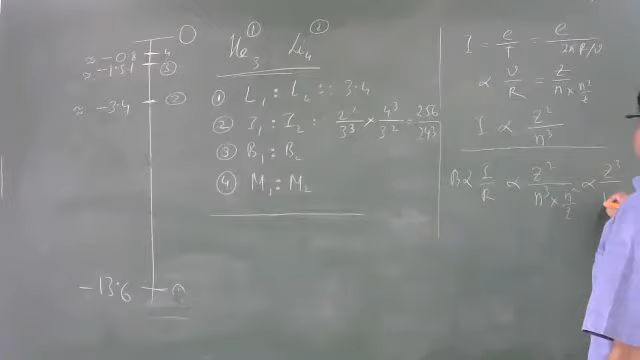 0
≈ -0.8 4
≈ -1.51 ③
≈ -3.4 ②
-13.6
He₃ ① Li₄ ②
① L₁ : L₂ :: 3.4
② I₁ : I₂ : 2²/3³ × 4³/3² = 256/243
③ B₁ : B₂
④ M₁ : M₂
I = e/T = e/(2πR/v)
∝ v/R = Z/(n × n²/Z)
I ∝ Z²/n³
B ∝ I/R ∝ Z²/(n³ × n²/Z) ∝ Z³/